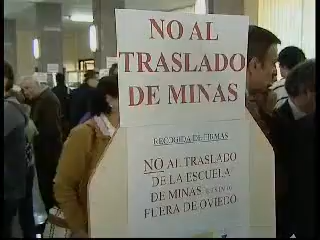 NO AL
TRASLADO
DE MINAS
RECOGIDA DE FIRMAS
NO AL TRASLADO
DE LA ESCUELA
DE MINAS
FUERA DE OVIEDO